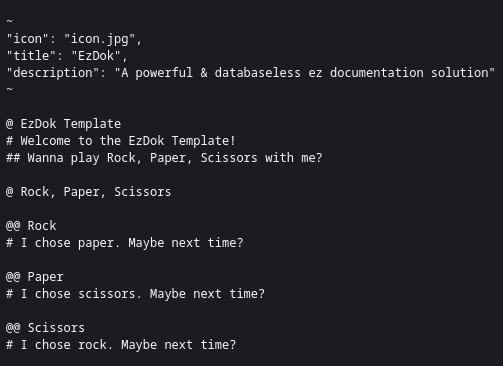 ~
"icon": "icon.jpg",
"title": "EzDok",
"description": "A powerful & databaseless ez documentation solution"
~
@ EzDok Template
# Welcome to the EzDok Template!
## Wanna play Rock, Paper, Scissors with me?
@ Rock, Paper, Scissors
@@ Rock
# I chose paper. Maybe next time?
@@ Paper
# I chose scissors. Maybe next time?
@@ Scissors
# I chose rock. Maybe next time?